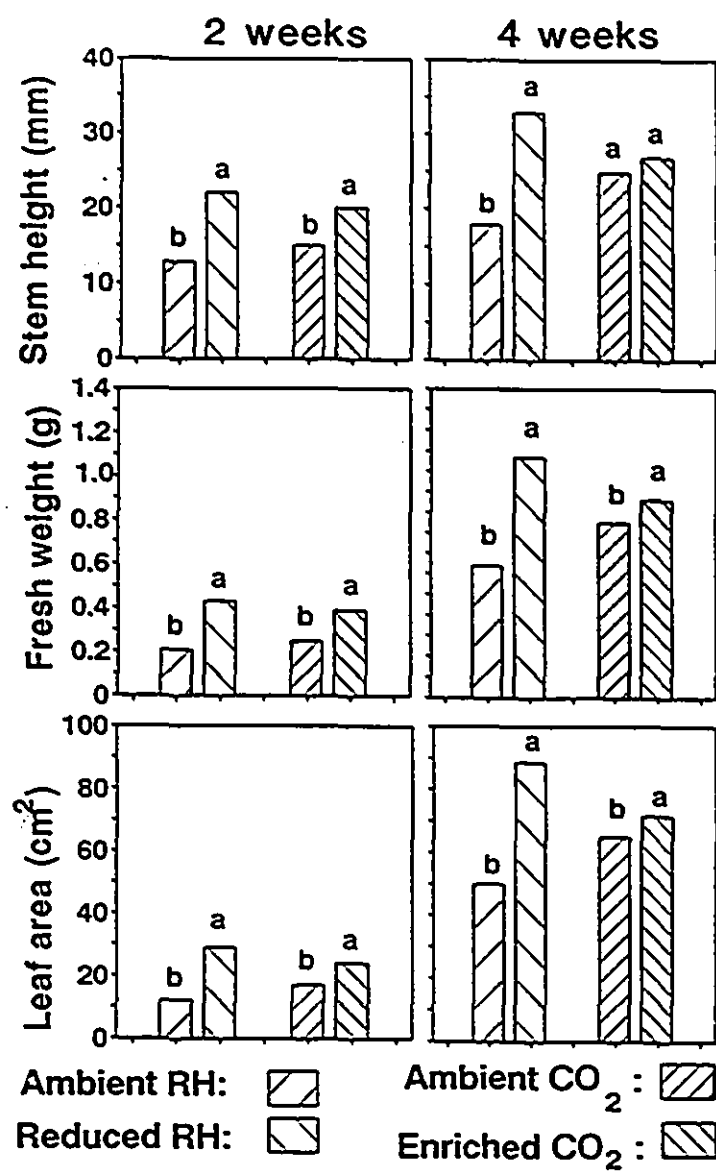 2 weeks 4 weeks
Stem height (mm)
40
30
20
10
0
b a b a
b a a a
Fresh weight (g)
1.4
1.2
1.0
0.8
0.6
0.4
0.2
0
b a b a
b a b a
Leaf area (cm²)
100
80
60
40
20
0
b a b a
b a b a
Ambient RH: Ambient CO₂ :
Reduced RH: Enriched CO₂ :